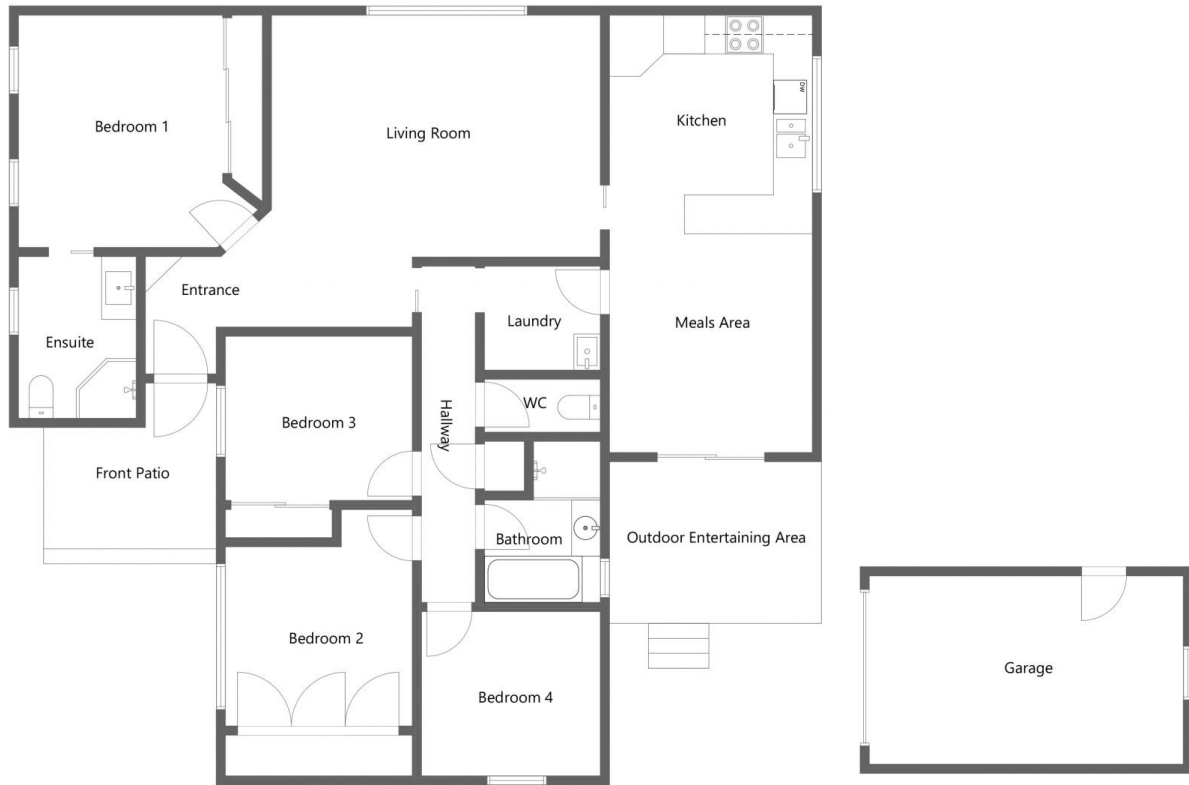 Bedroom 1
Living Room
Kitchen
DW
Entrance
Ensuite
Laundry
Meals Area
WC
Hallway
Bedroom 3
Front Patio
Bathroom
Outdoor Entertaining Area
Bedroom 2
Bedroom 4
Garage